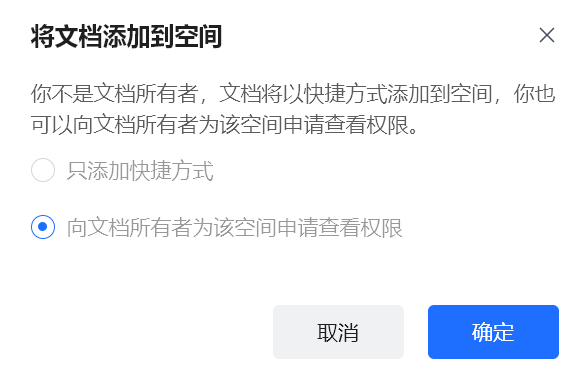 将文档添加到空间
你不是文档所有者，文档将以快捷方式添加到空间，你也
可以向文档所有者为该空间申请查看权限。
只添加快捷方式
向文档所有者为该空间申请查看权限
取消
确定